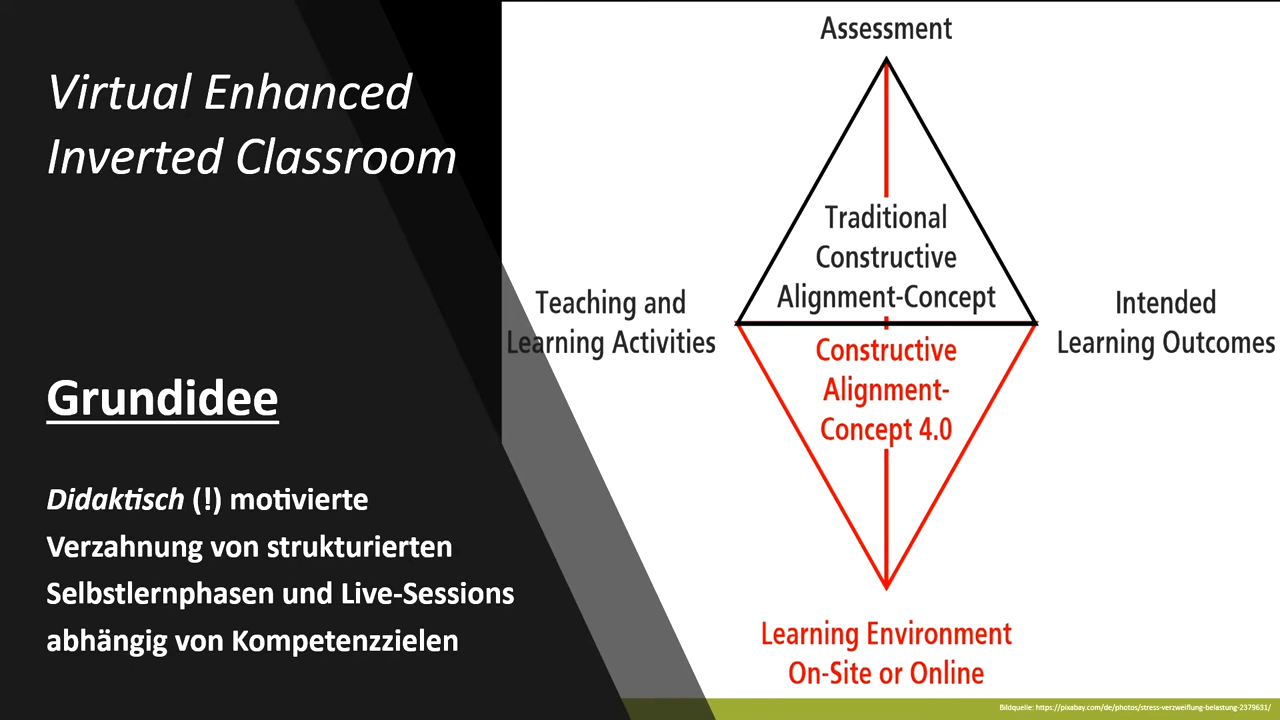 Virtual Enhanced
Inverted Classroom
Grundidee
Didaktisch (!) motivierte
Verzahnung von strukturierten
Selbstlernphasen und Live-Sessions
abhängig von Kompetenzzielen
Assessment
Traditional
Constructive
Alignment-Concept
Teaching and
Learning Activities
Intended
Learning Outcomes
Constructive
Alignment-
Concept 4.0
Learning Environment
On-Site or Online
Bildquelle: https://pixabay.com/de/photos/stress-verzweiflung-belastung-2379631/